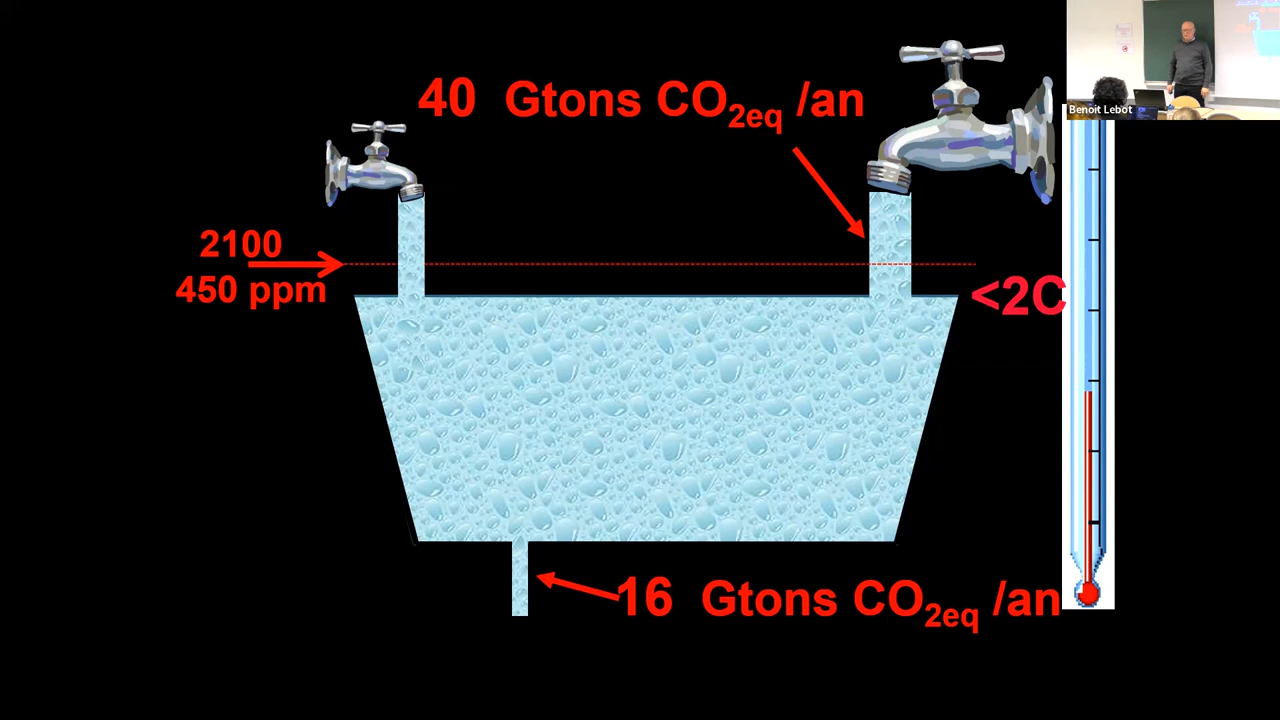 40 Gtons CO2eq /an
Benoit Lebot
2100
450 ppm
<2C
16 Gtons CO2eq /an